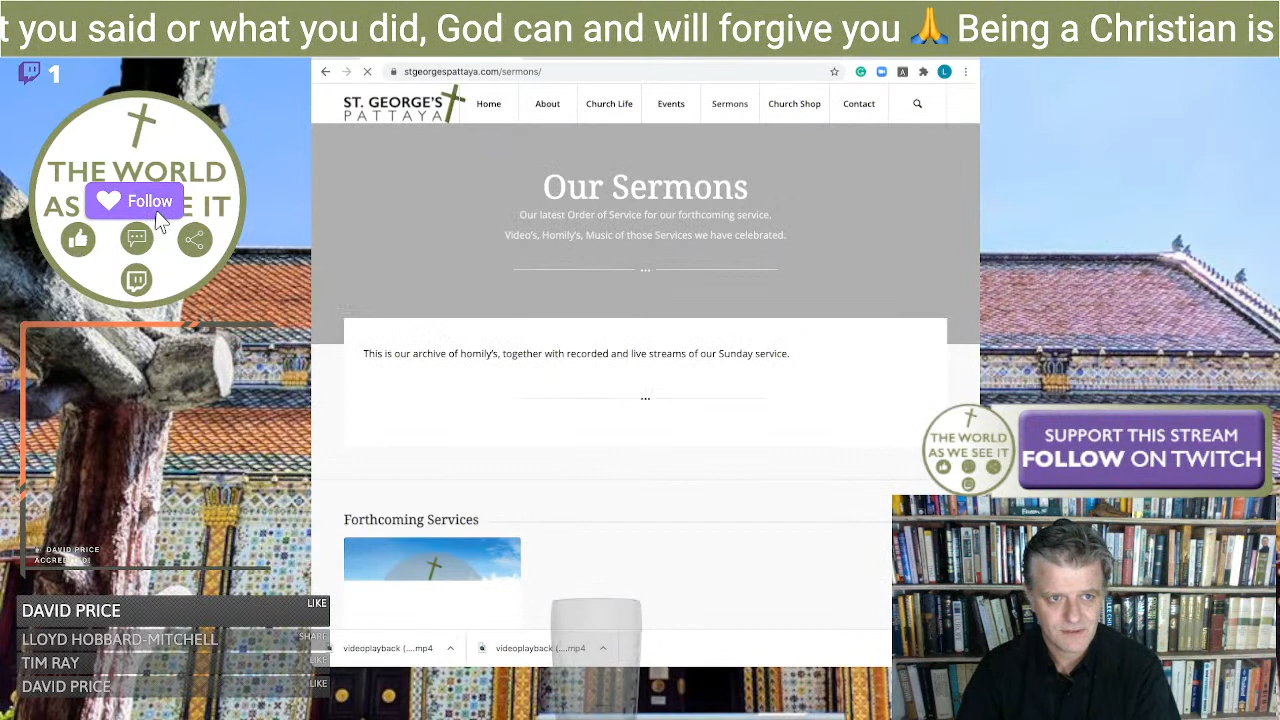 t you said or what you did, God can and will forgive you🙏 Being a Christian is
1
THE WORLD
AS
E IT
Follow
stgeorgespattaya.com/sermons/
A
L
ST. GEORGE'S
PATTAYA
Home
About
Church Life
Events
Sermons
Church Shop
Contact
Our Sermons
Our latest Order of Service for our forthcoming service.
Video's, Homily's, Music of those Services we have celebrated.
This is our archive of homily's, together with recorded and live streams of our Sunday service.
Forthcoming Services
videoplayback (....mp4
videoplayback (....mp4
THE WORLD
AS WE SEE IT
SUPPORT THIS STREAM
FOLLOW ON TWITCH
DAVID PRICE
DAVID PRICE
LIKE
LLOYD HOBBARD-MITCHELL
SHARE
TIM RAY
LIKE
DAVID PRICE
LIKE